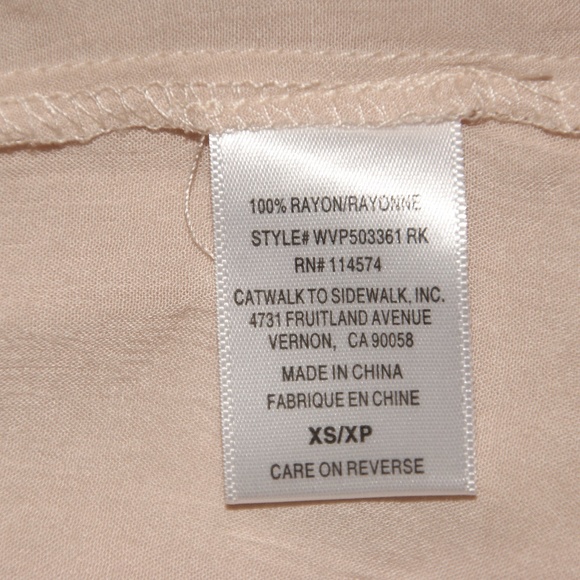 100% RAYON/RAYONNE
STYLE# WVP503361 RK
RN# 114574
CATWALK TO SIDEWALK, INC.
4731 FRUITLAND AVENUE
VERNON, CA 90058
MADE IN CHINA
FABRIQUE EN CHINE
XS/XP
CARE ON REVERSE